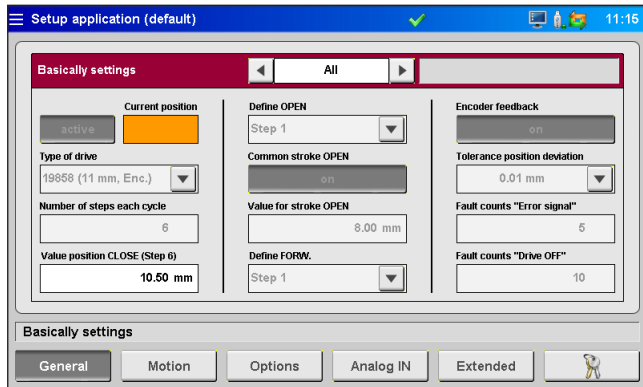 Setup application (default)
11:15
Basically settings
All
Current position
active
Type of drive
19858 (11 mm, Enc.)
Number of steps each cycle
6
Value position CLOSE (Step 6)
10.50 mm
Define OPEN
Step 1
Common stroke OPEN
on
Value for stroke OPEN
8.00 mm
Define FORW.
Step 1
Encoder feedback
on
Tolerance position deviation
0.01 mm
Fault counts "Error signal"
5
Fault counts "Drive OFF"
10
Basically settings
General
Motion
Options
Analog IN
Extended